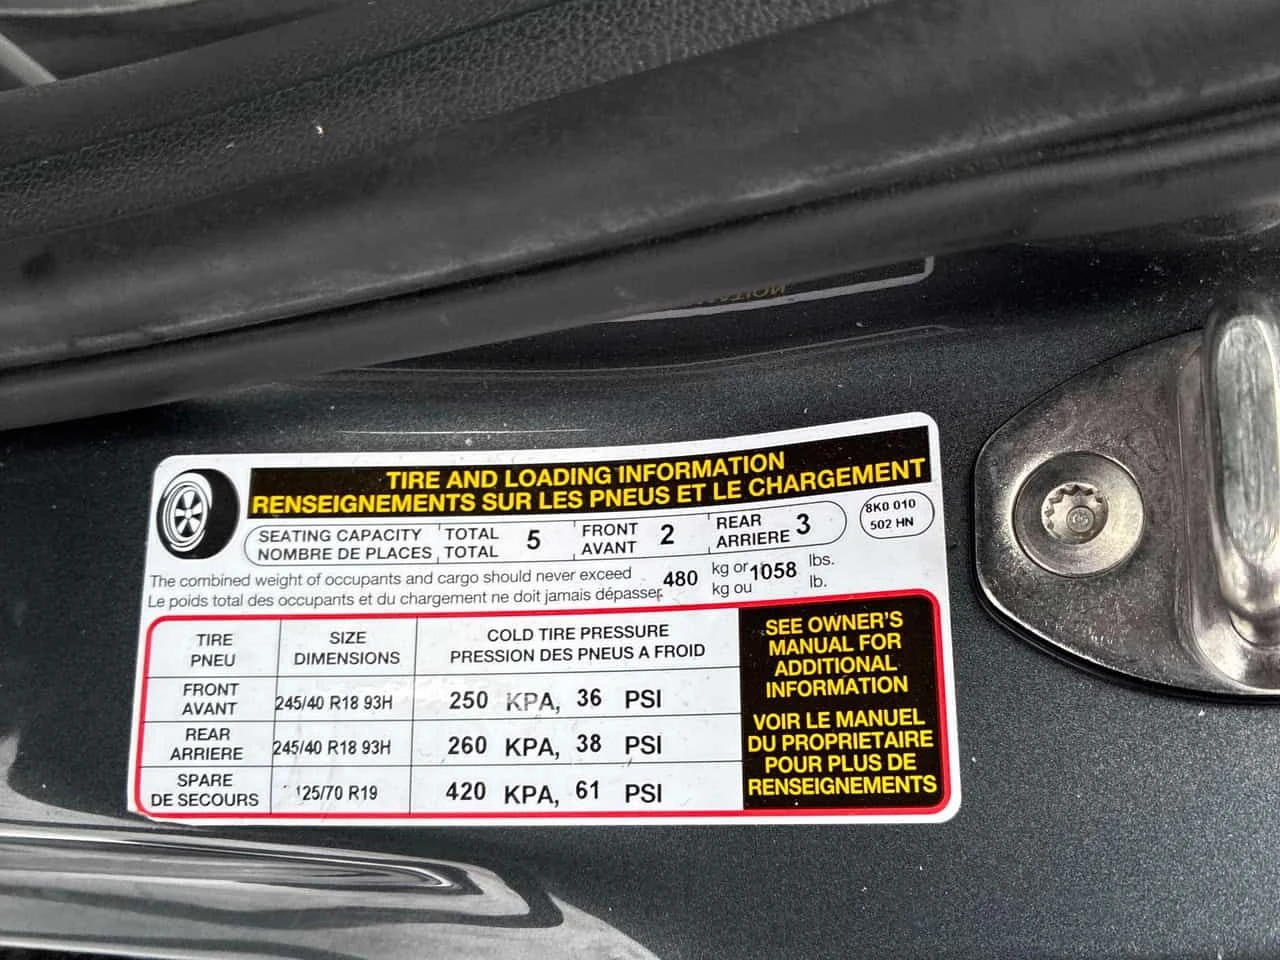 TIRE AND LOADING INFORMATION
RENSEIGNEMENTS SUR LES PNEUS ET LE CHARGEMENT
SEATING CAPACITY TOTAL 5 FRONT 2 REAR 3
NOMBRE DE PLACES TOTAL AVANT ARRIERE
8K0 010
502 HN
The combined weight of occupants and cargo should never exceed 480 kg or 1058 lbs.
Le poids total des occupants et du chargement ne doit jamais dépasser kg ou lb.
TIRE SIZE COLD TIRE PRESSURE
PNEU DIMENSIONS PRESSION DES PNEUS A FROID
FRONT
AVANT 245/40 R18 93H 250 KPA, 36 PSI
REAR
ARRIERE 245/40 R18 93H 260 KPA, 38 PSI
SPARE
DE SECOURS 125/70 R19 420 KPA, 61 PSI
SEE OWNER'S
MANUAL FOR
ADDITIONAL
INFORMATION
VOIR LE MANUEL
DU PROPRIETAIRE
POUR PLUS DE
RENSEIGNEMENTS